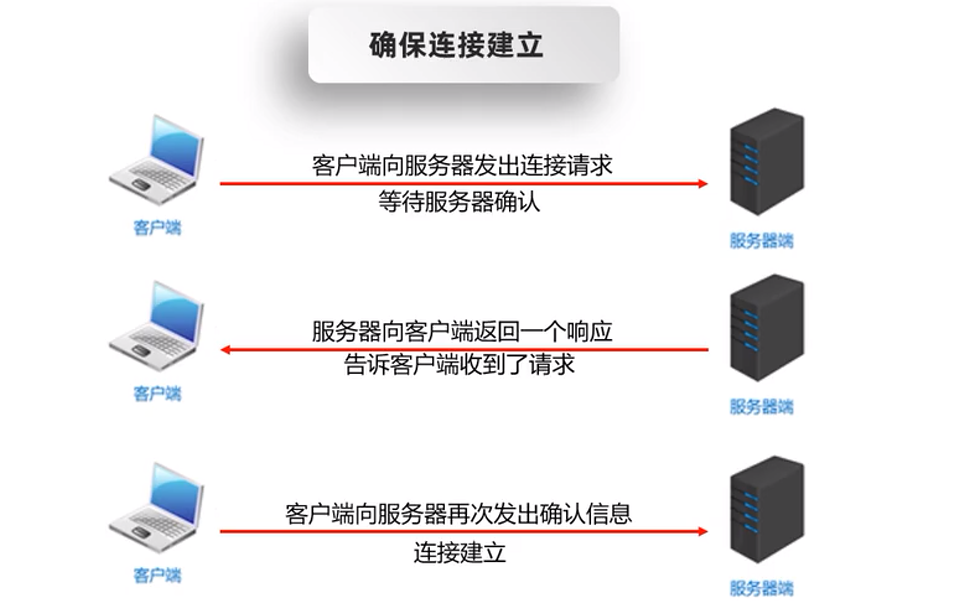 确保连接建立
客户端向服务器发出连接请求
等待服务器确认
客户端
服务器端
服务器向客户端返回一个响应
告诉客户端收到了请求
客户端
服务器端
客户端向服务器再次发出确认信息
连接建立
客户端
服务器端